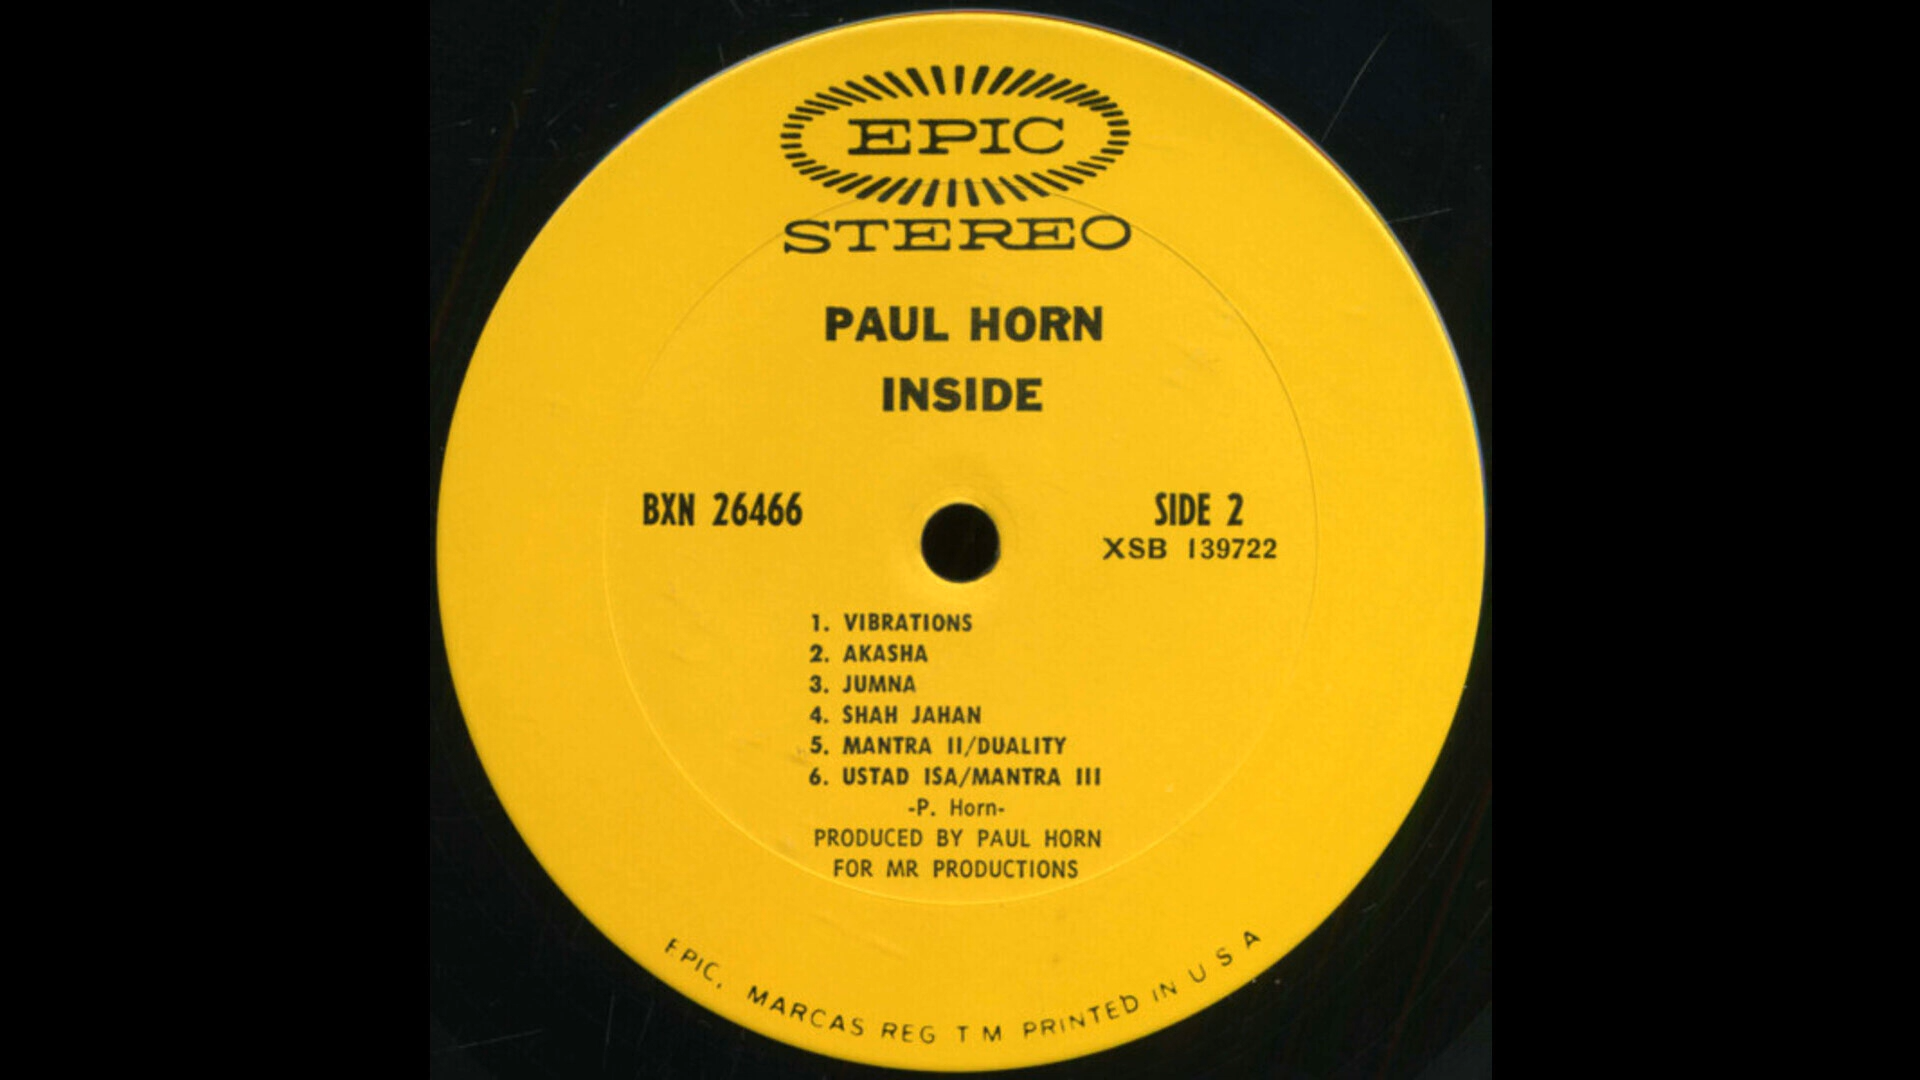 EPIC
STEREO
PAUL HORN
INSIDE
BXN 26466
SIDE 2
XSB 139722
1. VIBRATIONS
2. AKASHA
3. JUMNA
4. SHAH JAHAN
5. MANTRA II/DUALITY
6. USTAD ISA/MANTRA III
-P. Horn-
PRODUCED BY PAUL HORN
FOR MR PRODUCTIONS
EPIC, MARCAS REG T M PRINTED IN U S A